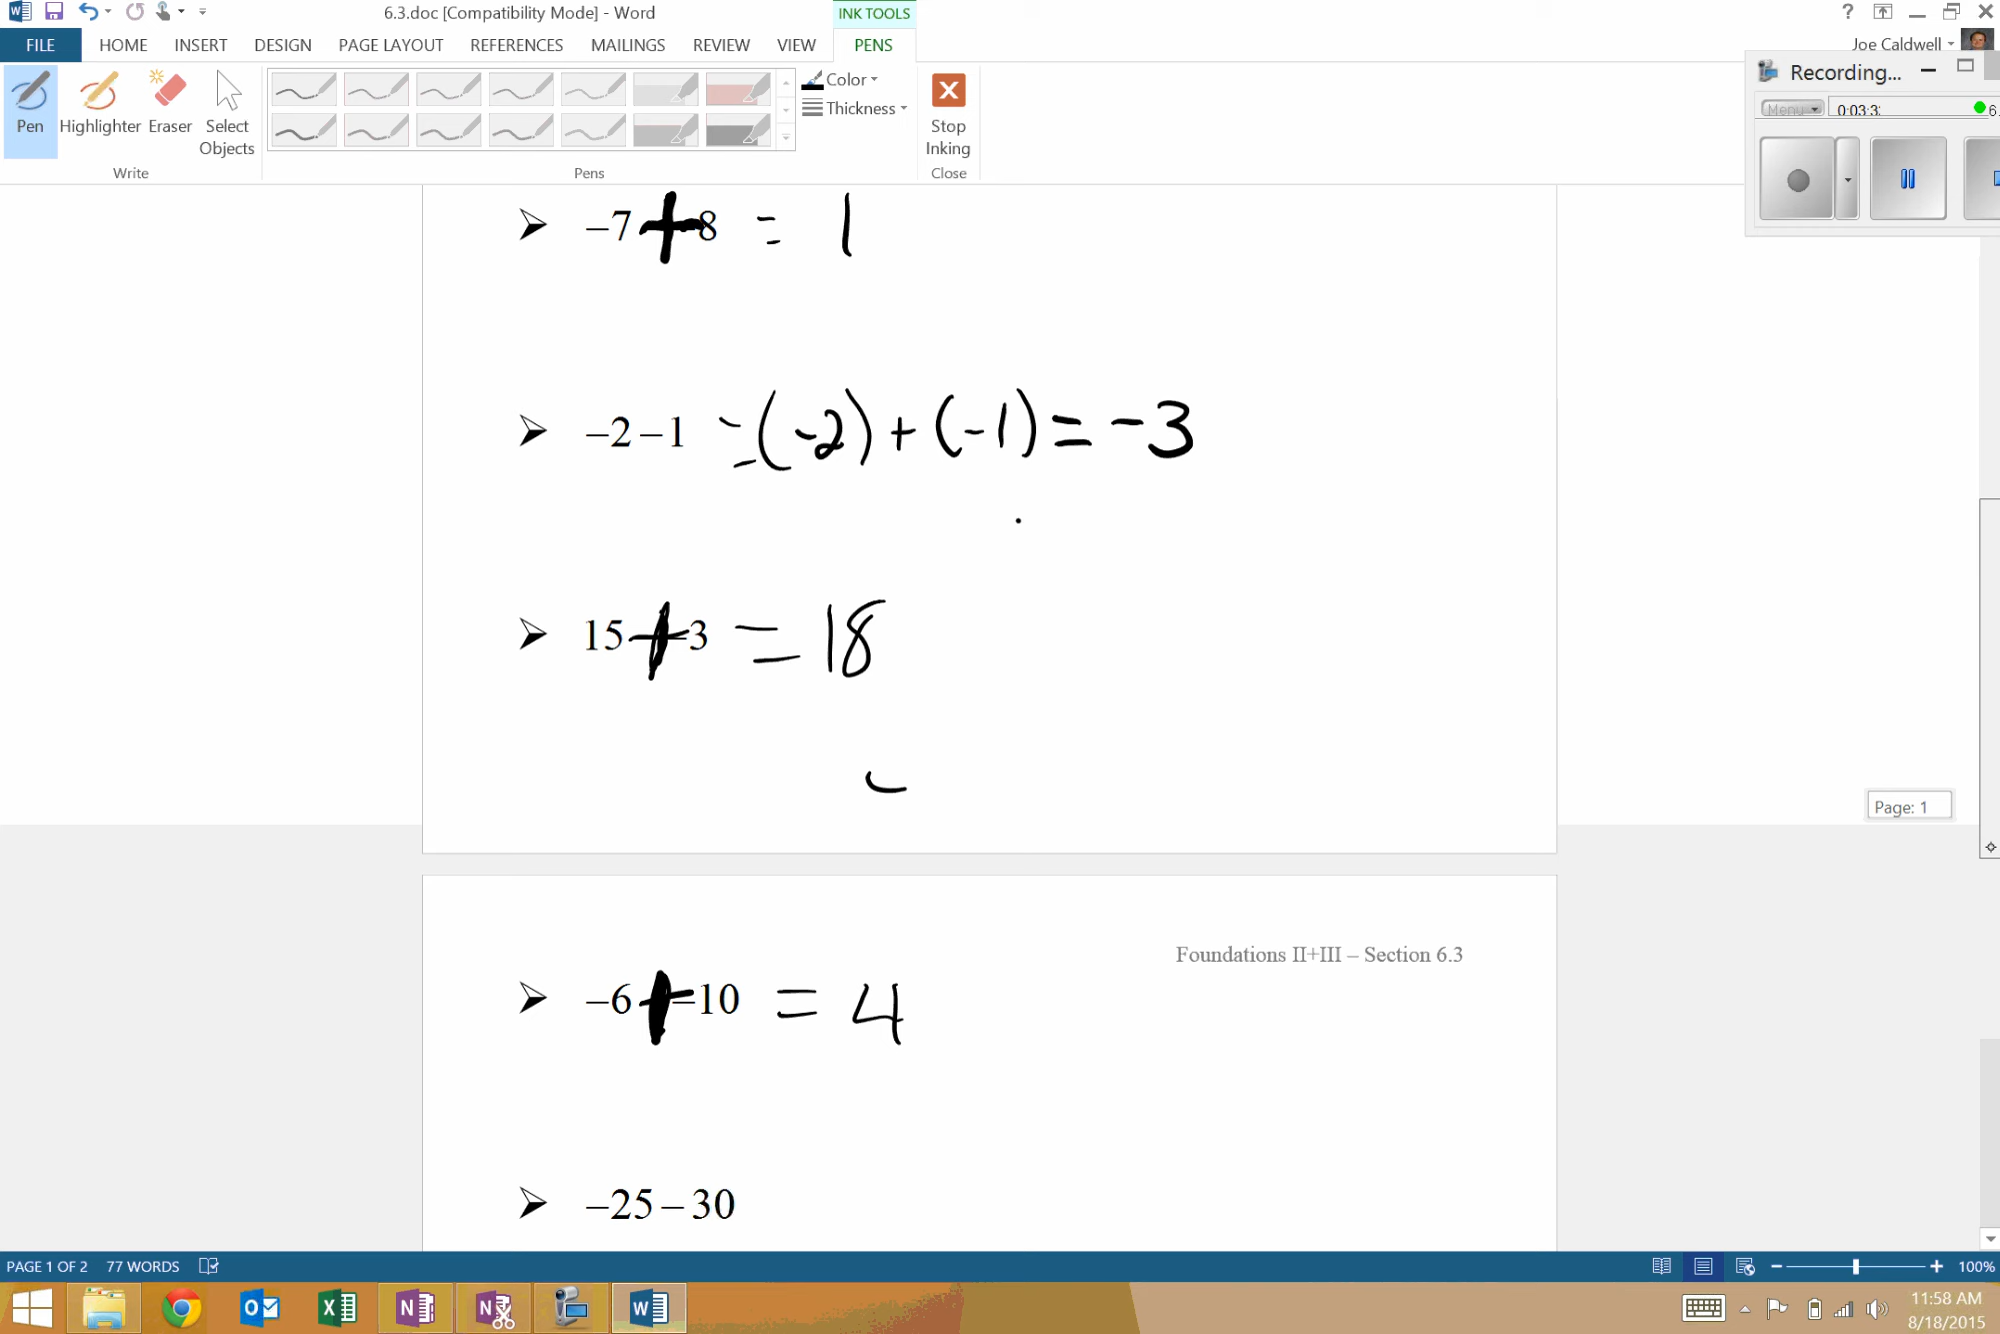 6.3.doc [Compatibility Mode] - Word
INK TOOLS
?
FILE HOME INSERT DESIGN PAGE LAYOUT REFERENCES MAILINGS REVIEW VIEW PENS
Joe Caldwell
Pen Highlighter Eraser Select Objects
Color
Thickness
Stop Inking
Write Pens Close
Recording...
Menu 0:03:3 6.
➢ –7 + 8 = 1
➢ –2 – 1 = (-2) + (-1) = -3
➢ 15 + 3 = 18
Page: 1
Foundations II+III – Section 6.3
➢ –6 + –10 = 4
➢ –25 – 30
PAGE 1 OF 2 77 WORDS 100%
11:58 AM
8/18/2015